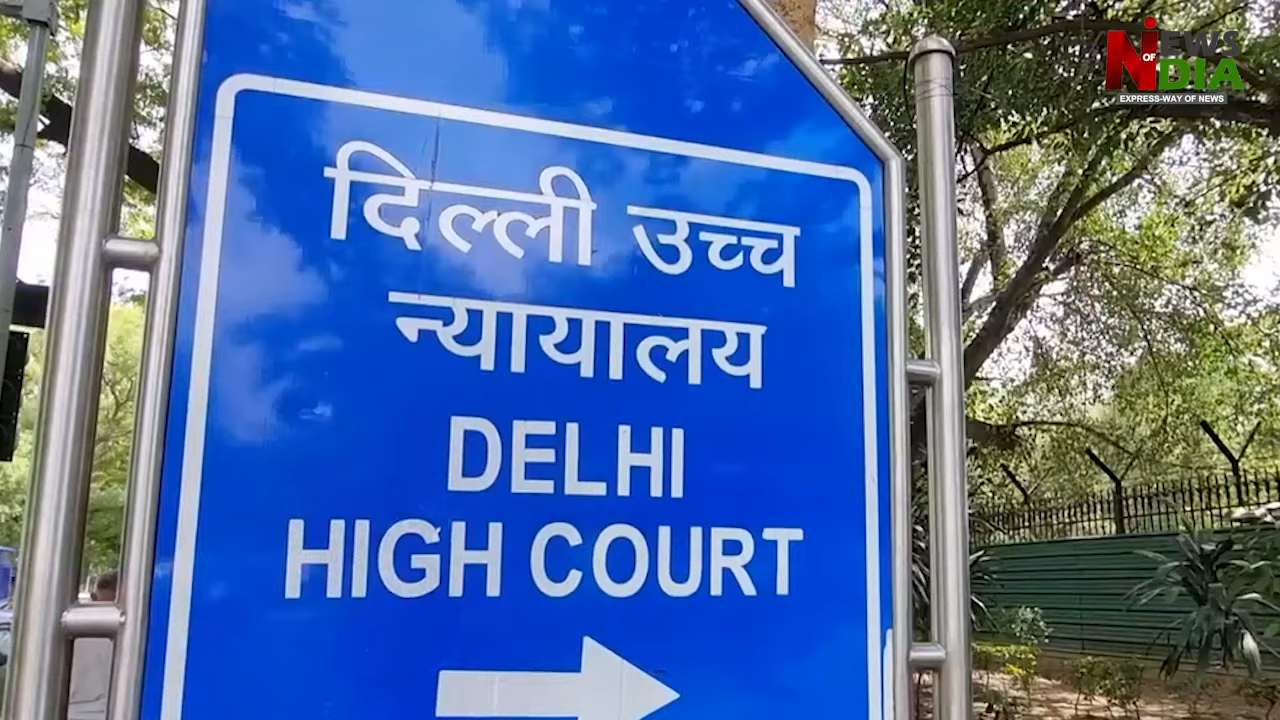 दिल्ली उच्च
न्यायालय
DELHI
HIGH COURT
NEWS
OF
INDIA
EXPRESS-WAY OF NEWS